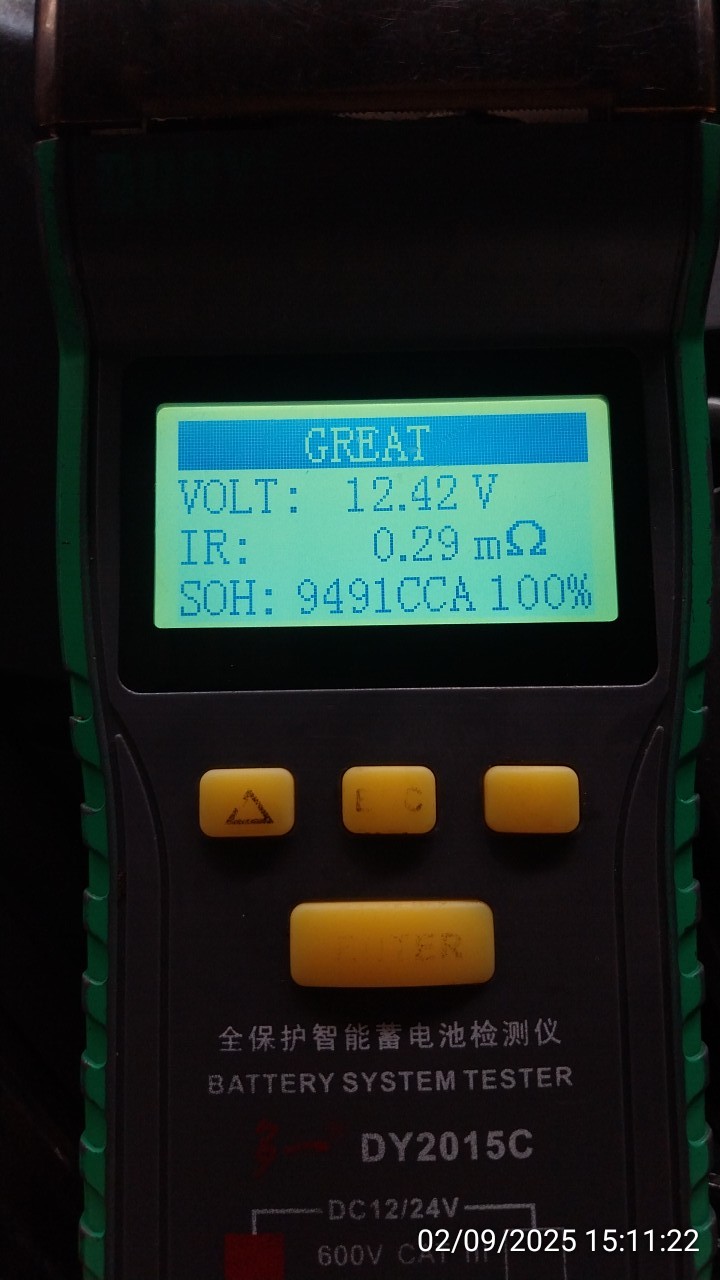 GREAT
VOLT: 12.42 V
IR: 0.29 mΩ
SOH: 9491CCA 100%
E C
ENTER
全保护智能蓄电池检测仪
BATTERY SYSTEM TESTER
DY2015C
DC12/24V
600V CAT III
02/09/2025 15:11:22